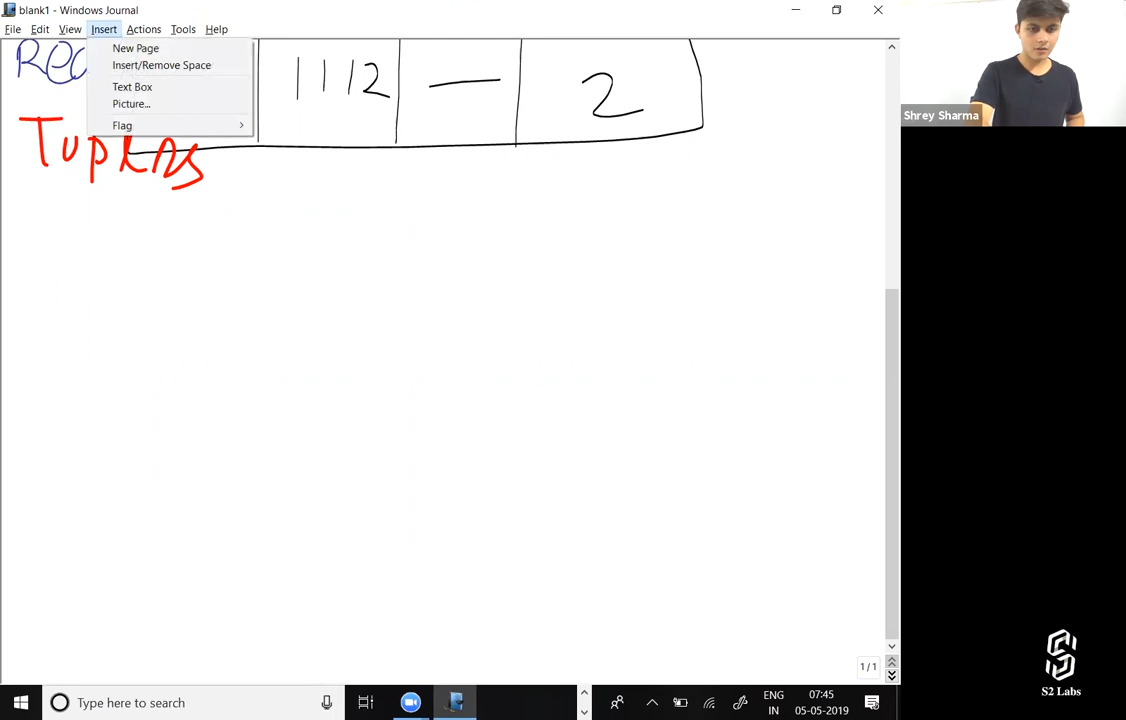 blank1 - Windows Journal
File Edit View Insert Actions Tools Help
New Page
Insert/Remove Space
Text Box
Picture...
Flag
Rec
1112 — 2
Tuples
Shrey Sharma
S2 Labs
1 / 1
Type here to search
ENG
IN
07:45
05-05-2019